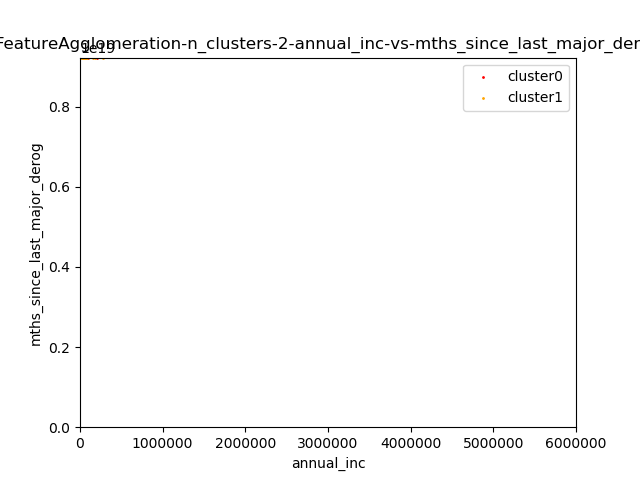 FeatureAgglomeration-n_clusters-2-annual_inc-vs-mths_since_last_major_der
1e19
cluster0
cluster1
0.8
0.6
0.4
0.2
0.0
mths_since_last_major_derog
0 1000000 2000000 3000000 4000000 5000000 6000000
annual_inc